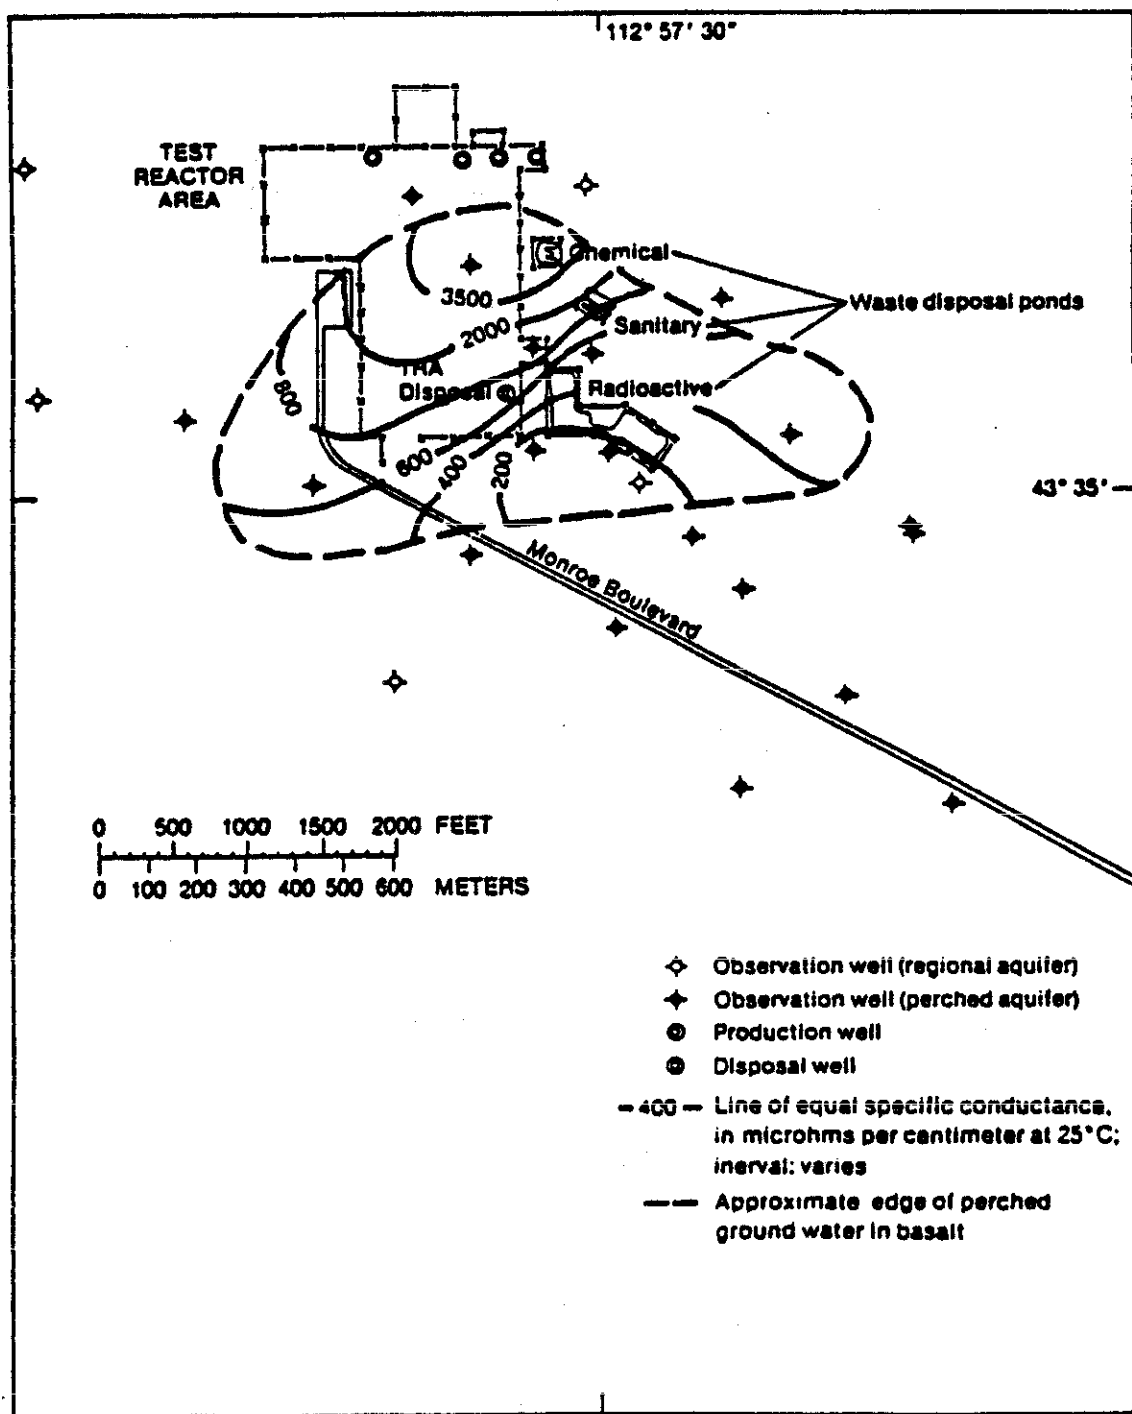 112° 57' 30"
TEST
REACTOR
AREA
Chemical
3500
Waste disposal ponds
2000
Sanitary
TRA
Disposal
Radioactive
800
600
400
200
43° 35'
Monroe Boulevard
0 500 1000 1500 2000 FEET
0 100 200 300 400 500 600 METERS
Observation well (regional aquifer)
Observation well (perched aquifer)
Production well
Disposal well
400 Line of equal specific conductance,
in microhms per centimeter at 25°C;
inerval: varies
Approximate edge of perched
ground water in basalt